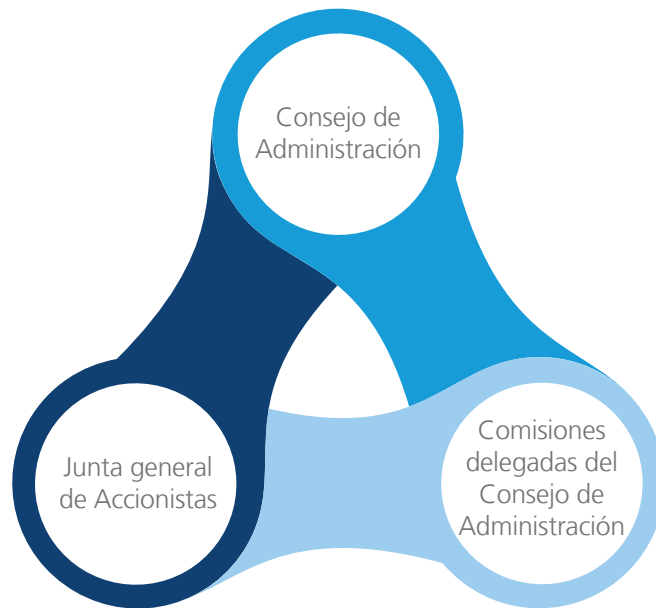 Consejo de
Administración
Junta general
de Accionistas
Comisiones
delegadas del
Consejo de
Administración